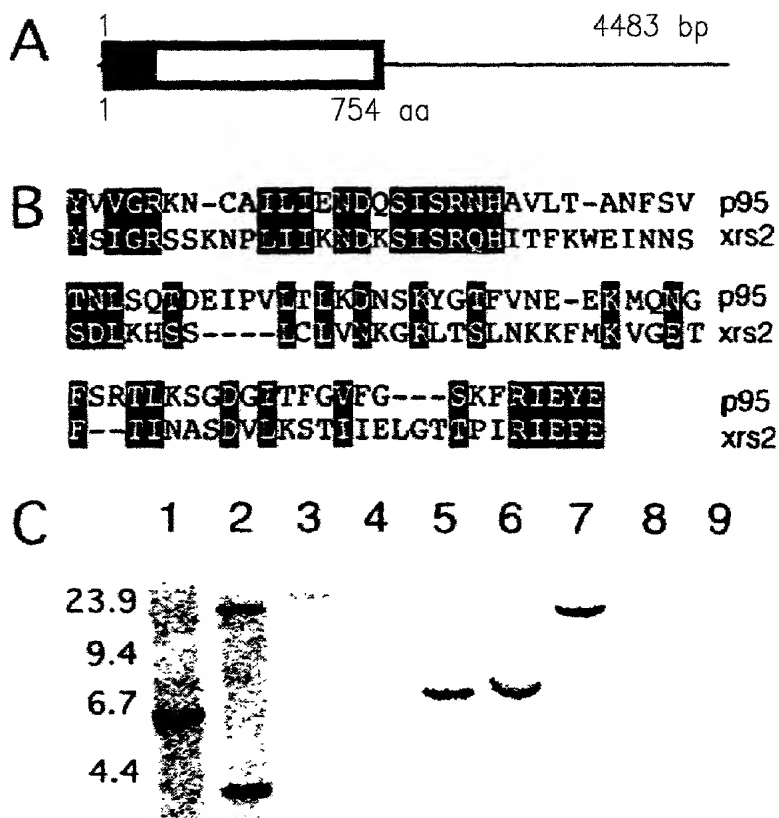 A
1
4483 bp
1
754 aa
B
YVVGRKN-CAILIENDQSISRNHAVLT-ANFSV p95
YSIGRSSKNPLIIKNDKSISRQHITFKWEINNS xrs2
TNLSQTDEIPVLTLKDNSKYGTFVNE-EKMQNG p95
SDLKHSS----LCLVNKGKLTSLNKKFMKVGET xrs2
FSRTLKSGDGITFGVFG---SKFRIEYE p95
F--TINASDVLKSTIIELGTTPIRIEFE xrs2
C
1 2 3 4 5 6 7 8 9
23.9
9.4
6.7
4.4